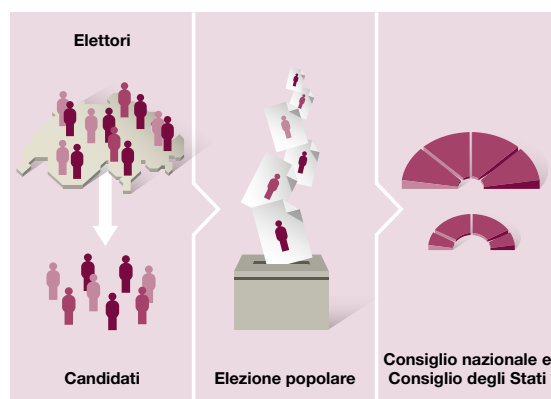 Elettori
Candidati
Elezione popolare
Consiglio nazionale e
Consiglio degli Stati